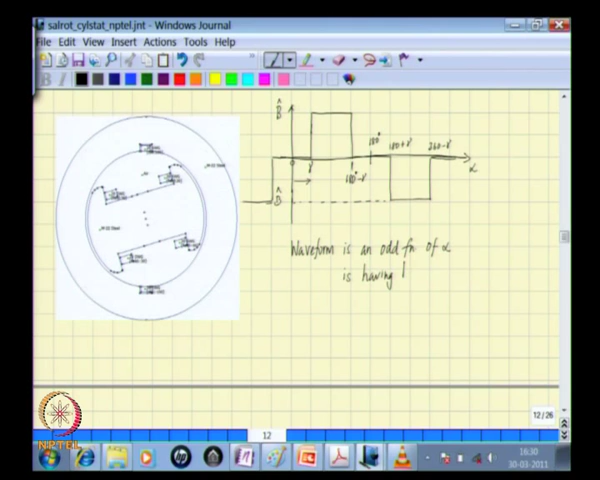 salrot_cylstat_nptel.jnt - Windows Journal
File Edit View Insert Actions Tools Help
B̂
180°
180+γ
360-γ
0
γ
180°-γ
α
B̂
Waveform is an odd fn of α
is having
12/26
12
NPTEL
16:30
30-03-2011